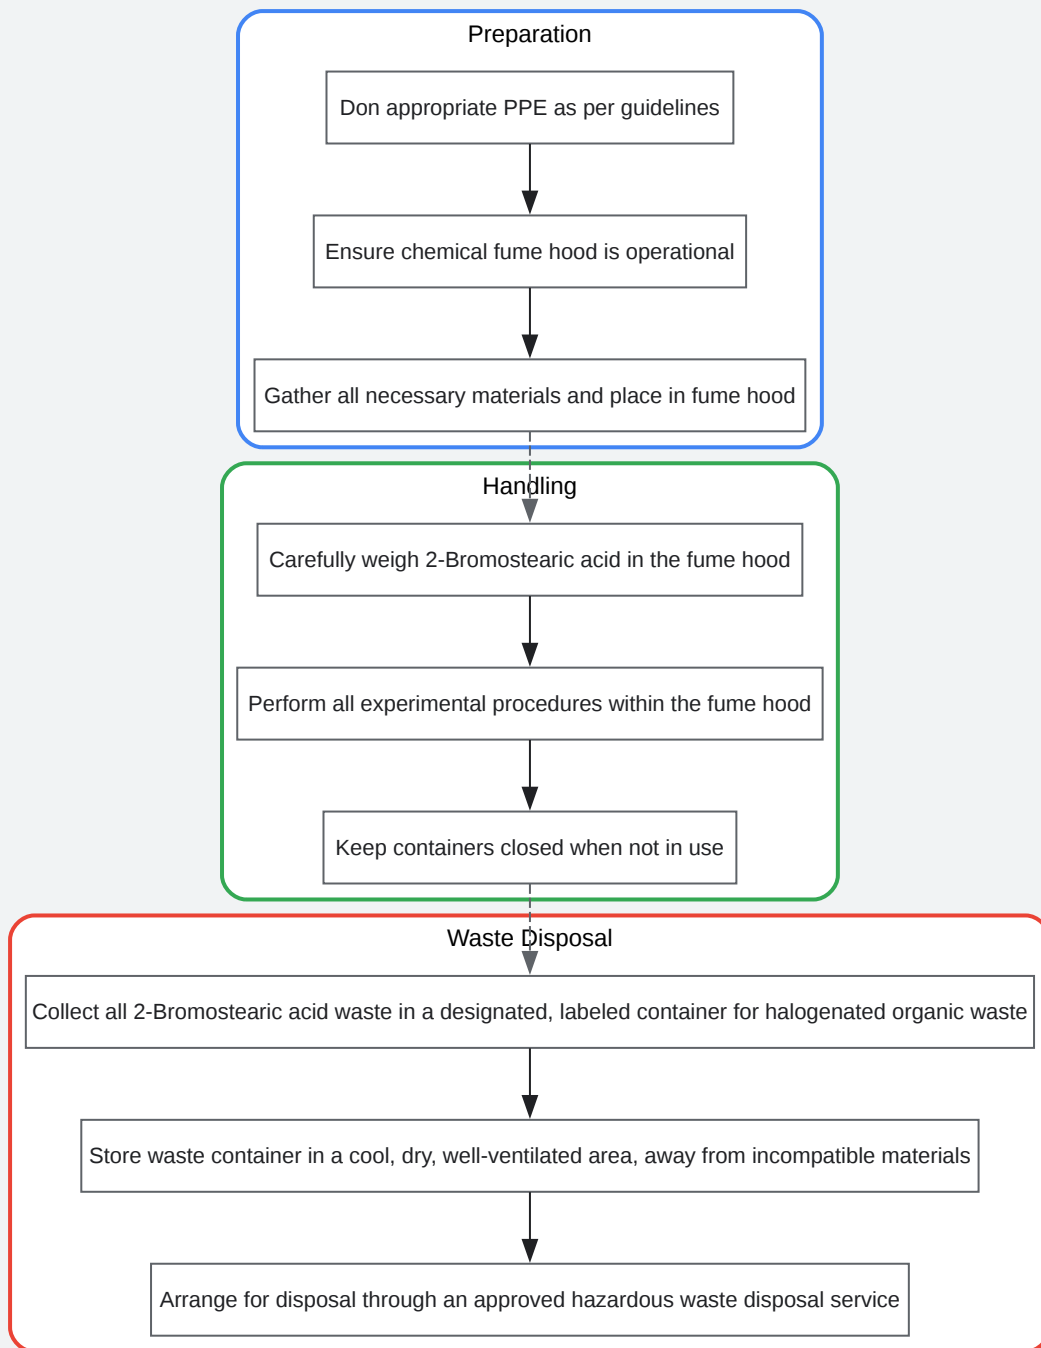 Preparation
Don appropriate PPE as per guidelines
Ensure chemical fume hood is operational
Gather all necessary materials and place in fume hood
Handling
Carefully weigh 2-Bromostearic acid in the fume hood
Perform all experimental procedures within the fume hood
Keep containers closed when not in use
Waste Disposal
Collect all 2-Bromostearic acid waste in a designated, labeled container for halogenated organic waste
Store waste container in a cool, dry, well-ventilated area, away from incompatible materials
Arrange for disposal through an approved hazardous waste disposal service